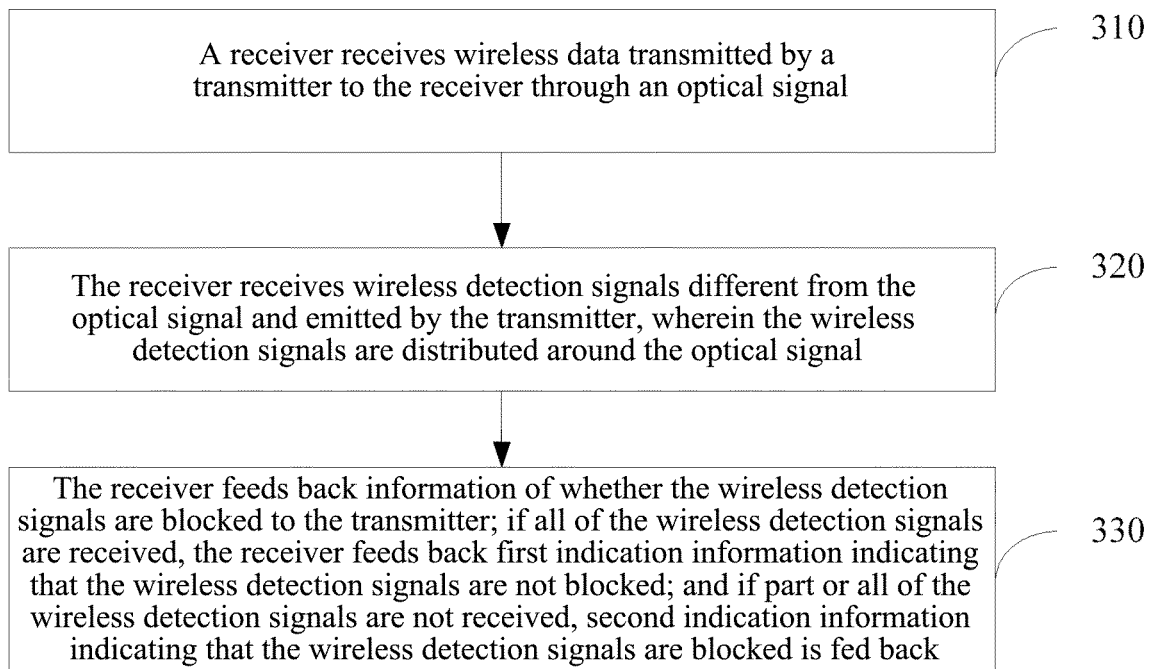 A receiver receives wireless data transmitted by a
transmitter to the receiver through an optical signal
310
The receiver receives wireless detection signals different from the
optical signal and emitted by the transmitter, wherein the wireless
detection signals are distributed around the optical signal
320
The receiver feeds back information of whether the wireless detection
signals are blocked to the transmitter; if all of the wireless detection signals
are received, the receiver feeds back first indication information indicating
that the wireless detection signals are not blocked; and if part or all of the
wireless detection signals are not received, second indication information
indicating that the wireless detection signals are blocked is fed back
330